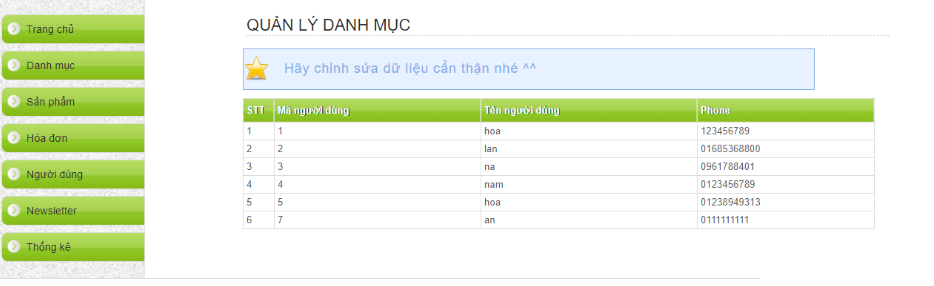 Trang chủ
Danh mục
Sản phẩm
Hóa đơn
Người dùng
Newsletter
Thống kê
QUẢN LÝ DANH MỤC
Hãy chỉnh sửa dữ liệu cẩn thận nhé ^^
STT Mã người dùng Tên người dùng Phone
1 1 hoa 123456789
2 2 lan 01685368800
3 3 na 0961788401
4 4 nam 0123456789
5 5 hoa 01238949313
6 7 an 0111111111